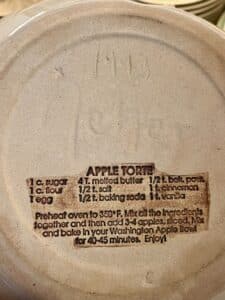 APPLE TORTE
1 c. sugar 4 T. melted butter 1/2 t. bak. pow.
1 c. flour 1/2 t. salt 1 t. cinnamon
1 egg 1/2 t. baking soda 1 t. vanilla
Preheat oven to 350°F. Mix all the ingredients
together and then add 3-4 apples, sliced. Mix
and bake in your Washington Apple Bowl
for 40-45 minutes. Enjoy!